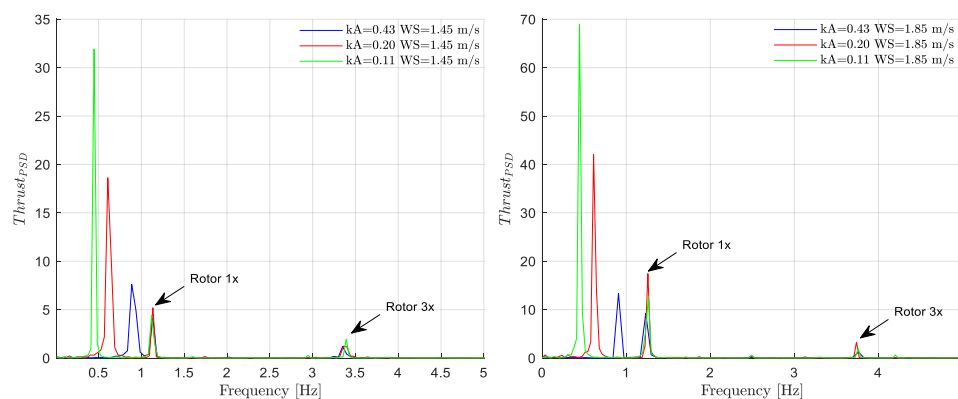 35
30
25
20
15
10
5
0
0.5 1 1.5 2 2.5 3 3.5 4 4.5 5
Frequency [Hz]
Thrust_PSD
kA=0.43 WS=1.45 m/s
kA=0.20 WS=1.45 m/s
kA=0.11 WS=1.45 m/s
Rotor 1x
Rotor 3x
70
60
50
40
30
20
10
0
0 1 2 3 4
Frequency [Hz]
Thrust_PSD
kA=0.43 WS=1.85 m/s
kA=0.20 WS=1.85 m/s
kA=0.11 WS=1.85 m/s
Rotor 1x
Rotor 3x